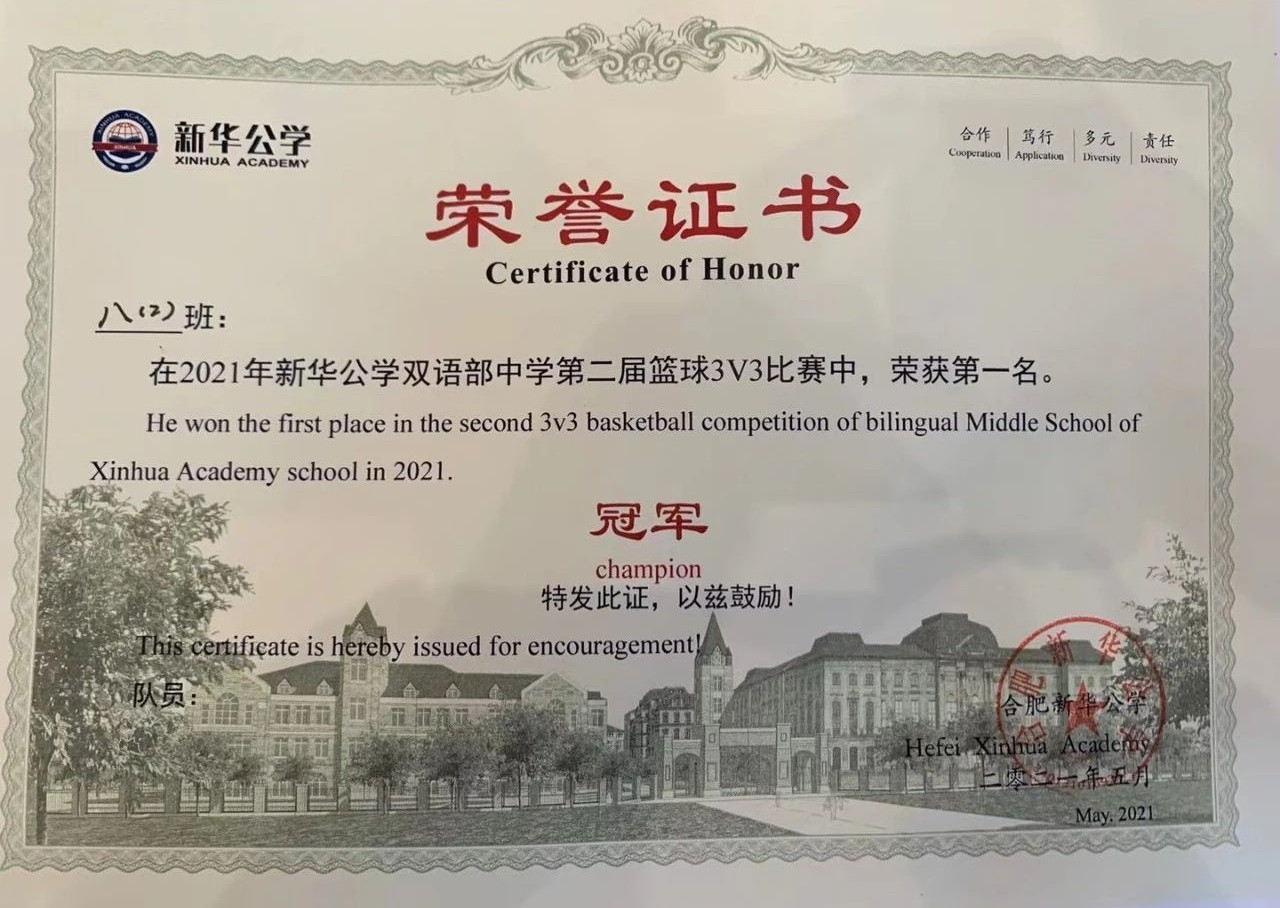 新华公学
XINHUA ACADEMY
合作 笃行 多元 责任
Cooperation Application Diversity Diversity
荣誉证书
Certificate of Honor
八(2)班：
在2021年新华公学双语部中学第二届篮球3V3比赛中，荣获第一名。
He won the first place in the second 3v3 basketball competition of bilingual Middle School of
Xinhua Academy school in 2021.
冠军
champion
特发此证，以兹鼓励！
This certificate is hereby issued for encouragement!
队员：
合肥新华公学
Hefei Xinhua Academy
二零二一年五月
May, 2021